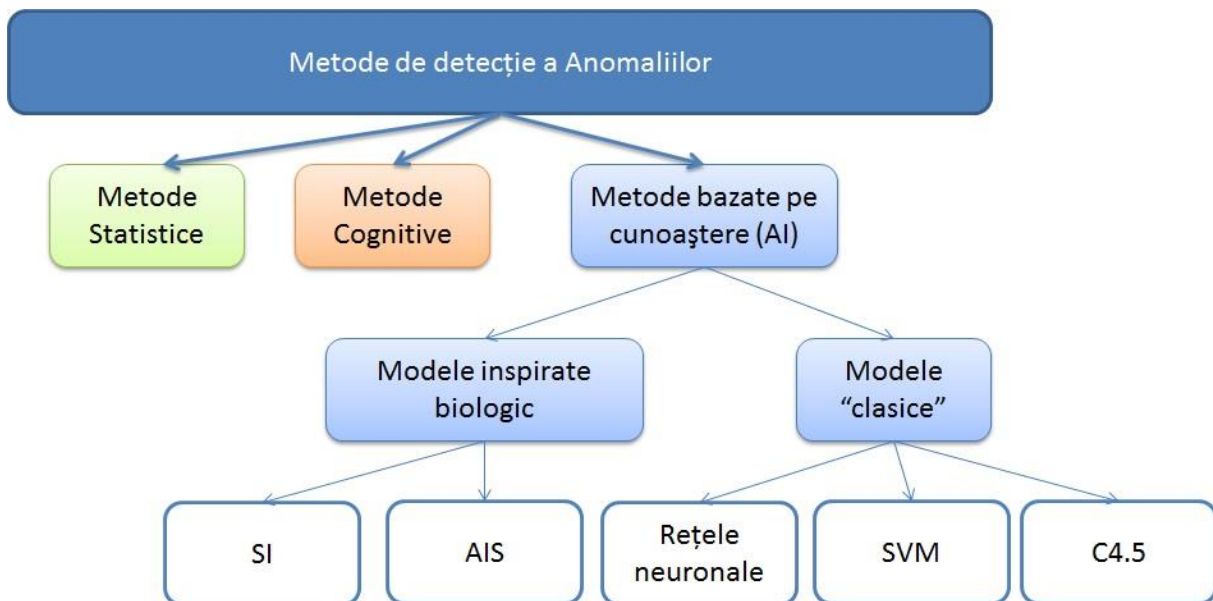 Metode de detecție a Anomaliilor
Metode
Statistice
Metode
Cognitive
Metode bazate pe
cunoaştere (AI)
Modele inspirate
biologic
Modele
“clasice”
SI
AIS
Rețele
neuronale
SVM
C4.5